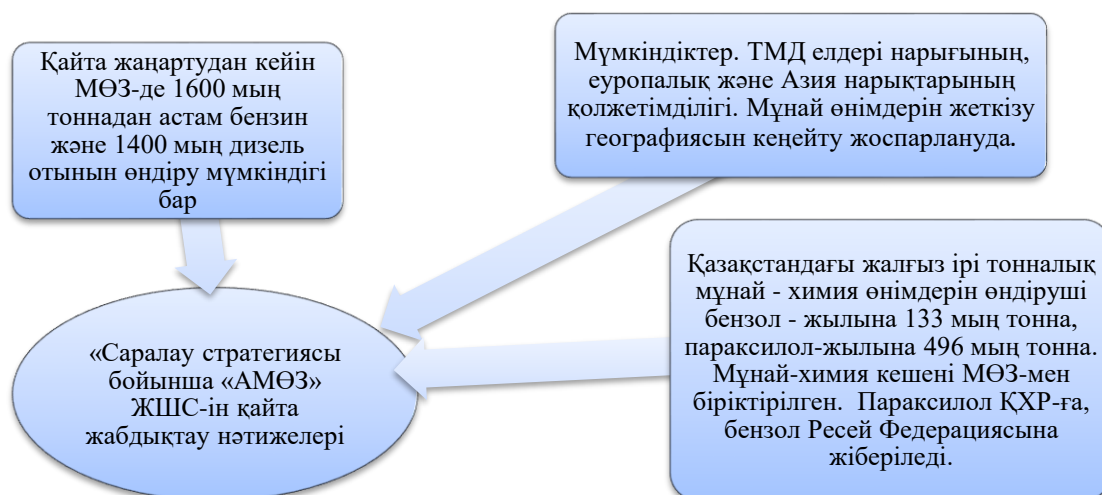 Қайта жаңартудан кейін
МӨЗ-де 1600 мың
тоннадан астам бензин
және 1400 мың дизель
отынын өндіру мүмкіндігі
бар
Мүмкіндіктер. ТМД елдері нарығының,
еуропалық және Азия нарықтарының
қолжетімділігі. Мұнай өнімдерін жеткізу
географиясын кеңейту жоспарлануда.
Қазақстандағы жалғыз ірі тонналық
мұнай - химия өнімдерін өндіруші
бензол - жылына 133 мың тонна,
параксилол-жылына 496 мың тонна.
Мұнай-химия кешені МӨЗ-мен
біріктірілген. Параксилол ҚХР-ға,
бензол Ресей Федерациясына
жіберіледі.
«Саралау стратегиясы
бойынша «АМӨЗ»
ЖШС-ін қайта
жабдықтау нәтижелері